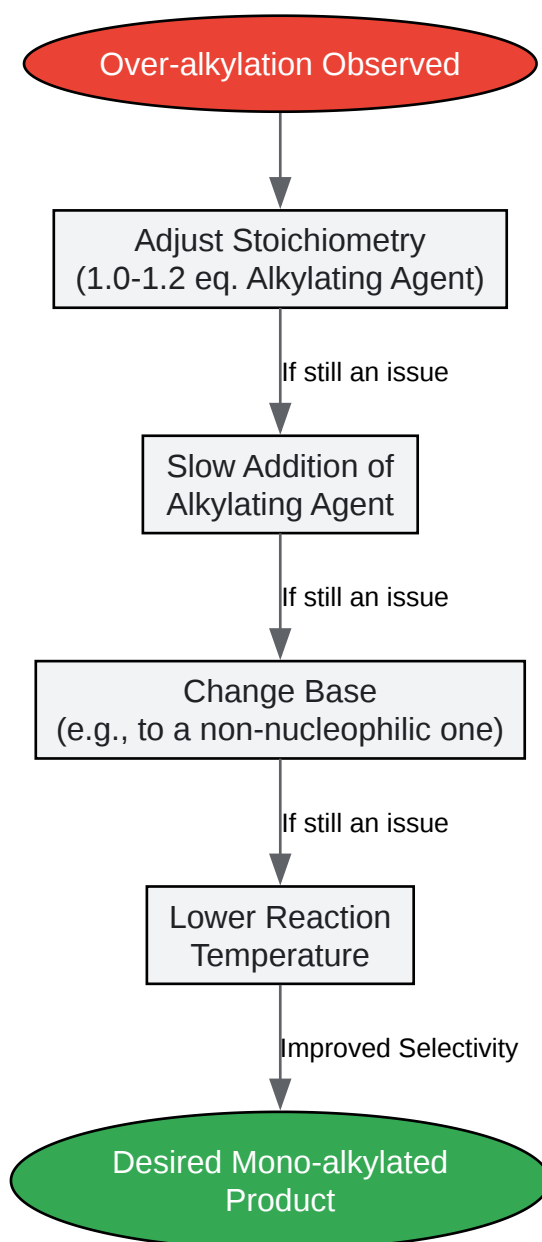 Over-alkylation Observed
Adjust Stoichiometry
(1.0-1.2 eq. Alkylating Agent)
If still an issue
Slow Addition of
Alkylating Agent
If still an issue
Change Base
(e.g., to a non-nucleophilic one)
If still an issue
Lower Reaction
Temperature
Improved Selectivity
Desired Mono-alkylated
Product